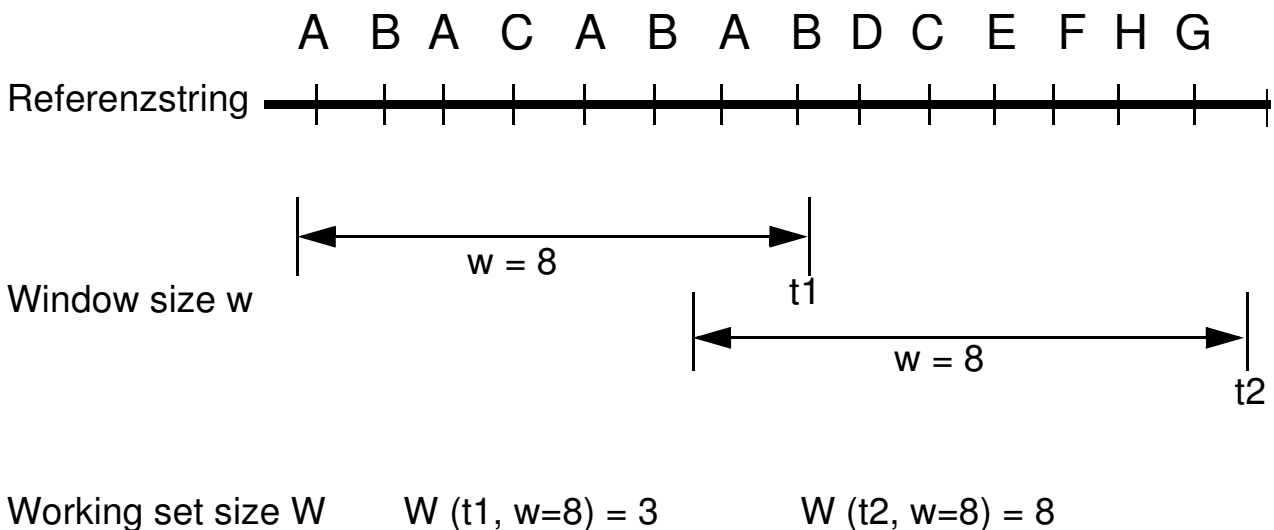 A B A C A B A B D C E F H G
Referenzstring
w = 8
t1
Window size w
w = 8
t2
Working set size W W (t1, w=8) = 3 W (t2, w=8) = 8